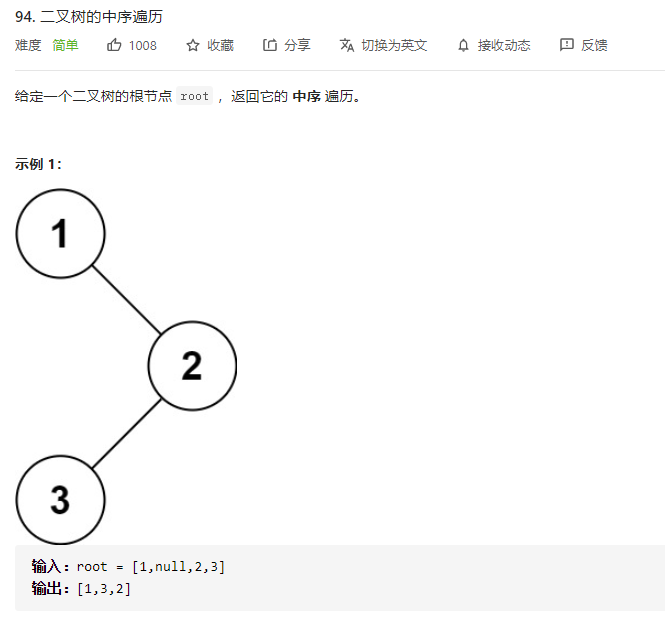 94. 二叉树的中序遍历
难度 简单 1008 收藏 分享 切换为英文 接收动态 反馈
给定一个二叉树的根节点 root ，返回它的 中序 遍历。
示例 1：
1
2
3
输入：root = [1,null,2,3]
输出：[1,3,2]